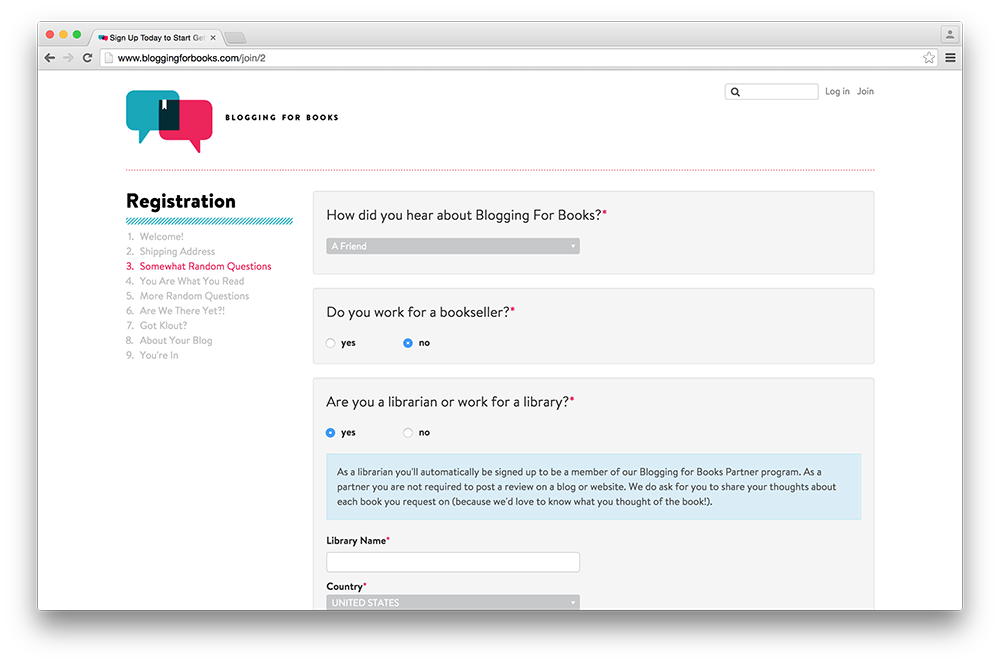 Sign Up Today to Start Get
www.bloggingforbooks.com/join/2
Log in Join
BLOGGING FOR BOOKS
Registration
1. Welcome!
2. Shipping Address
3. Somewhat Random Questions
4. You Are What You Read
5. More Random Questions
6. Are We There Yet?!
7. Got Klout?
8. About Your Blog
9. You're In
How did you hear about Blogging For Books?*
A Friend
Do you work for a bookseller?*
yes no
Are you a librarian or work for a library?*
yes no
As a librarian you'll automatically be signed up to be a member of our Blogging for Books Partner program. As a
partner you are not required to post a review on a blog or website. We do ask for you to share your thoughts about
each book you request on (because we'd love to know what you thought of the book!).
Library Name*
Country*
UNITED STATES